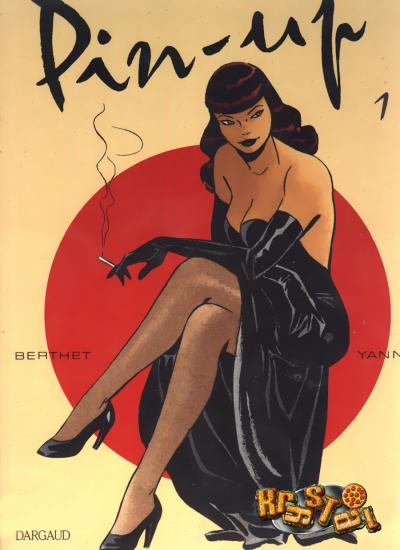 Pin-up
1
BERTHET
YANN
DARGAUD